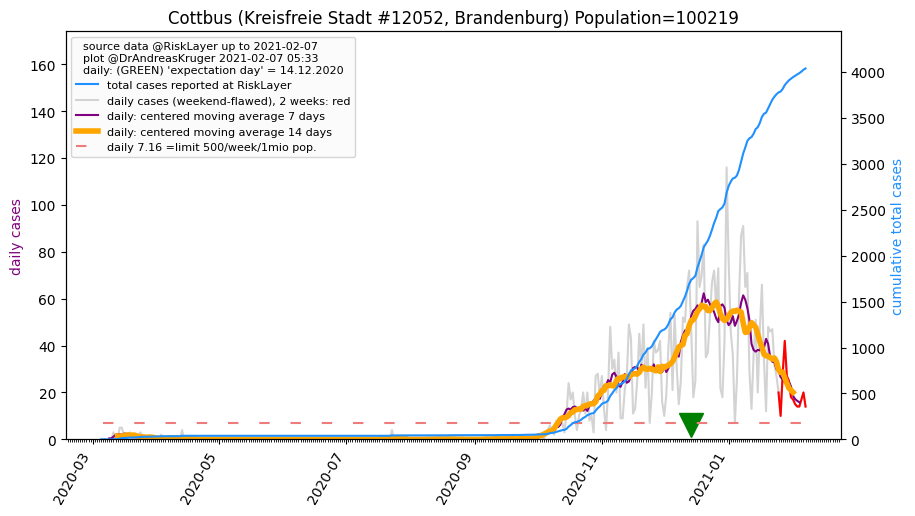 Cottbus (Kreisfreie Stadt #12052, Brandenburg) Population=100219
source data @RiskLayer up to 2021-02-07
plot @DrAndreasKruger 2021-02-07 05:33
daily: (GREEN) 'expectation day' = 14.12.2020
total cases reported at RiskLayer
daily cases (weekend-flawed), 2 weeks: red
daily: centered moving average 7 days
daily: centered moving average 14 days
daily 7.16 =limit 500/week/1mio pop.
daily cases
160
140
120
100
80
60
40
20
0
cumulative total cases
4000
3500
3000
2500
2000
1500
1000
500
0
2020-03
2020-05
2020-07
2020-09
2020-11
2021-01